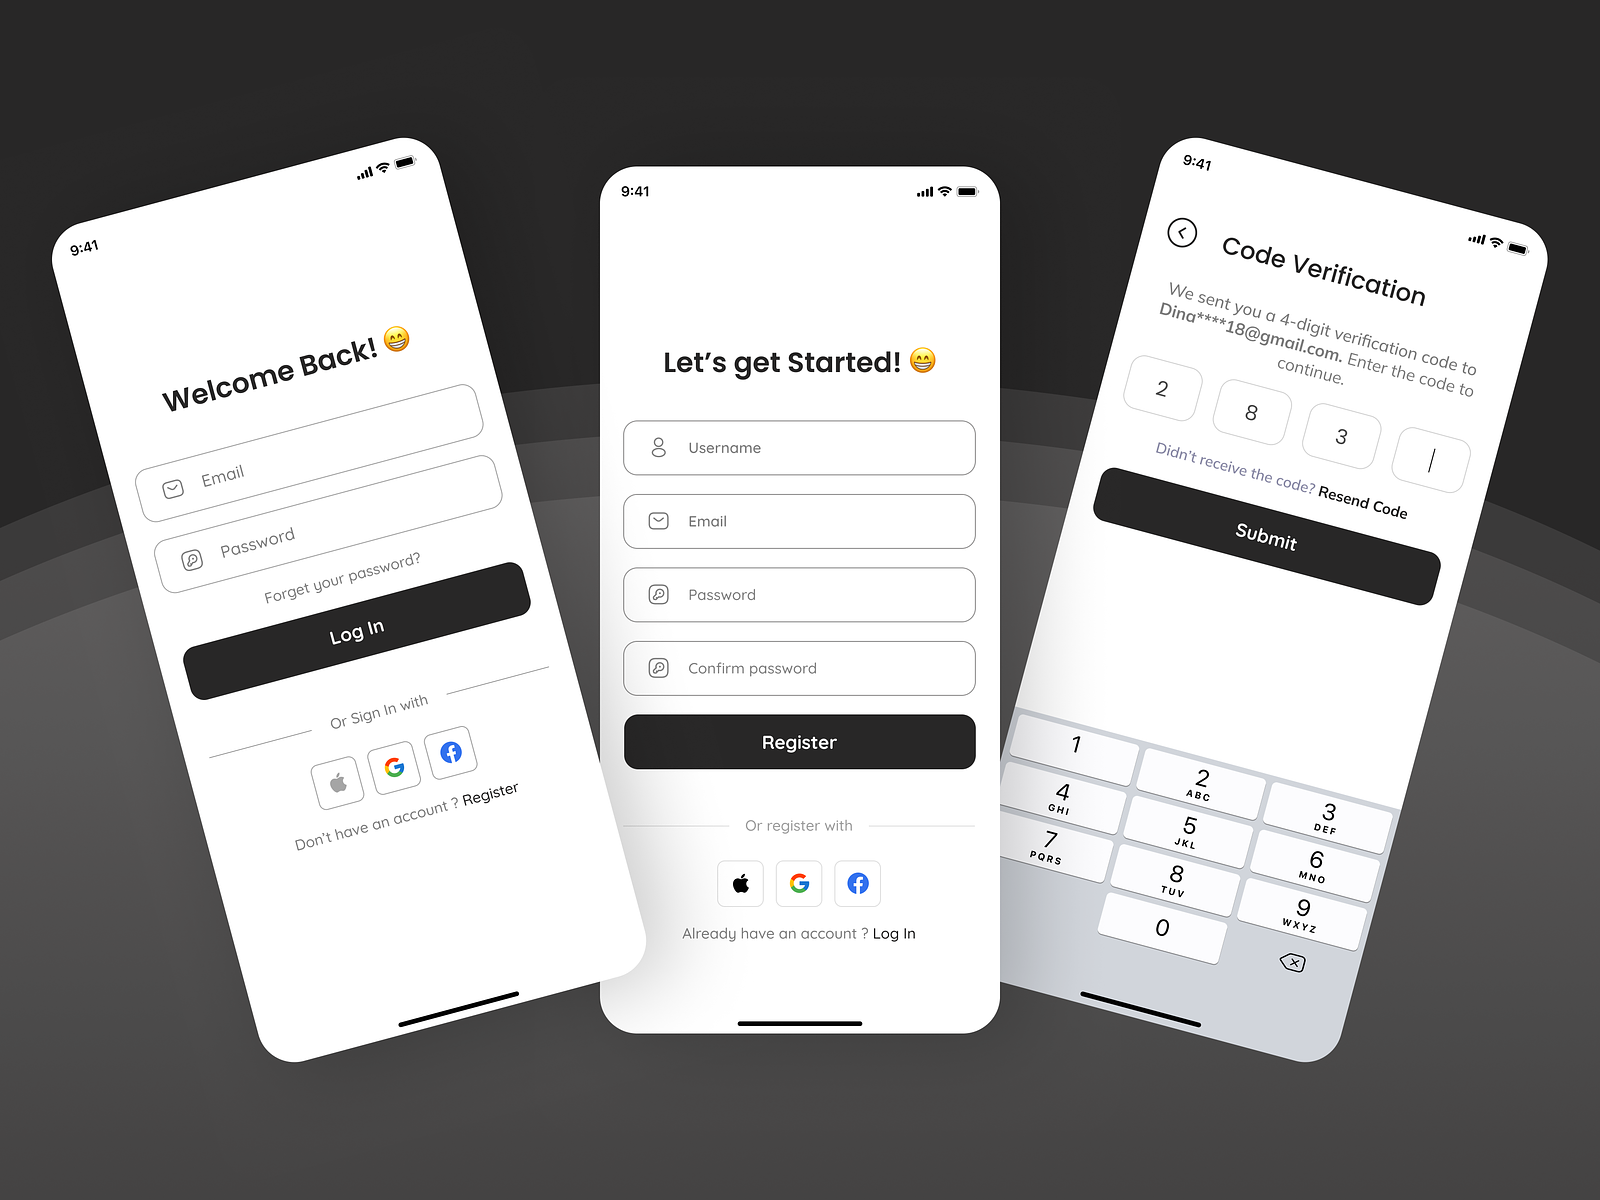 9:41
Welcome Back! 😁
Email
Password
Forget your password?
Log In
Or Sign In with
Don't have an account ? Register
9:41
Let's get Started! 😁
Username
Email
Password
Confirm password
Register
Or register with
Already have an account ? Log In
9:41
Code Verification
We sent you a 4-digit verification code to
Dina****18@gmail.com. Enter the code to
continue.
2 8 3
Didn't receive the code? Resend Code
Submit
1 2 3
ABC DEF
4 5 6
GHI JKL MNO
7 8 9
PQRS TUV WXYZ
0